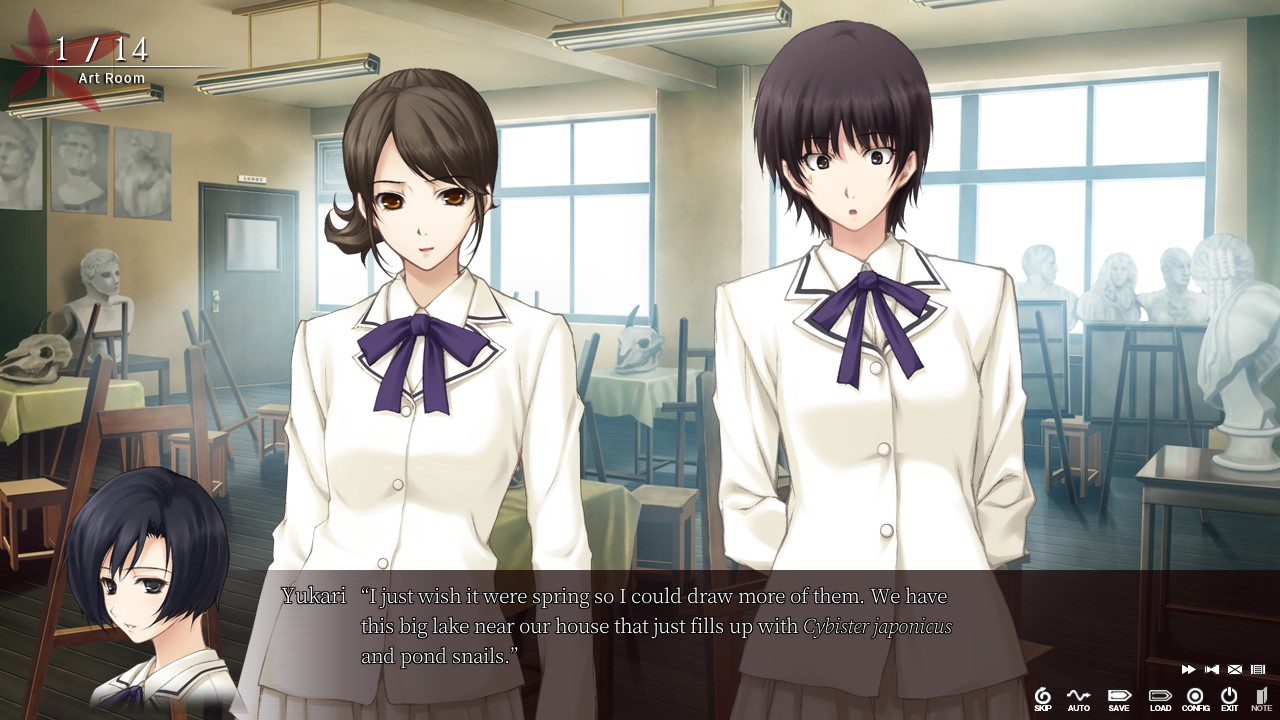 1 / 14
Art Room
Yukari “I just wish it were spring so I could draw more of them. We have
this big lake near our house that just fills up with Cybister japonicus
and pond snails.”
SKIP AUTO SAVE LOAD CONFIG EXIT NOTE